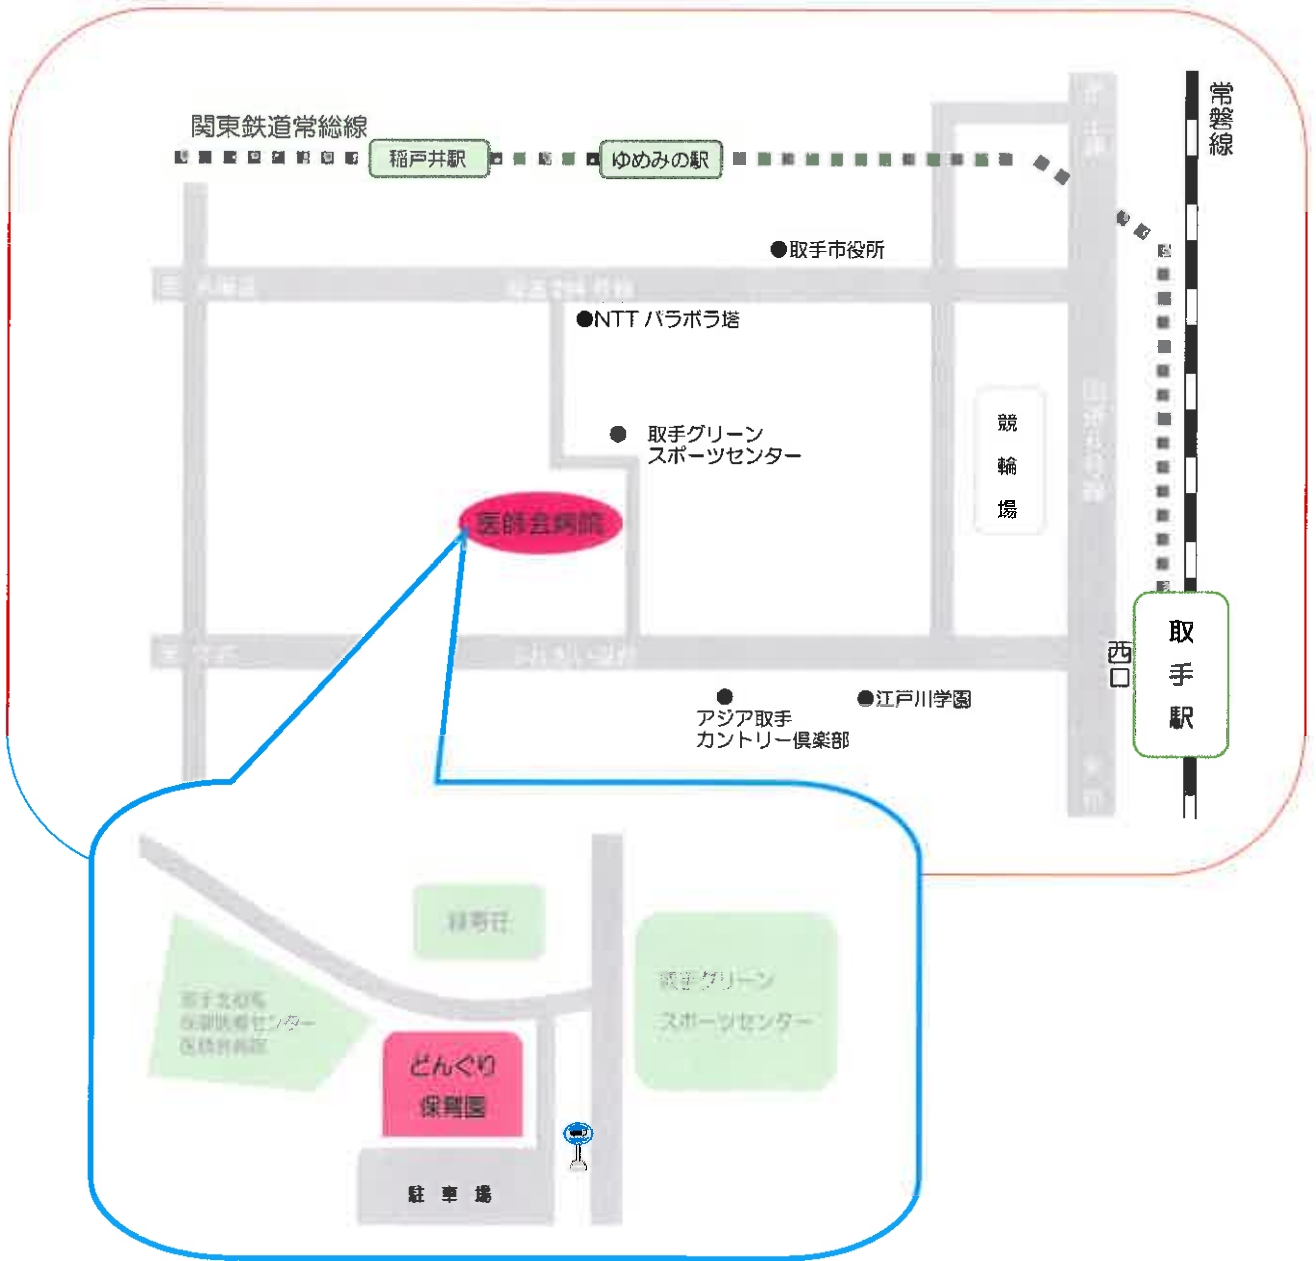 常磐線
関東鉄道常総線
稲戸井駅
ゆめみの駅
●取手市役所
●NTT パラボラ塔
● 取手グリーン
スポーツセンター
競
輪
場
医師会病院
取
手
駅
西
口
●
アジア取手
カントリー倶楽部
●江戸川学園
緑寿荘
取手グリーン
スポーツセンター
医師会病院
どんぐり
保育園
駐 車 場